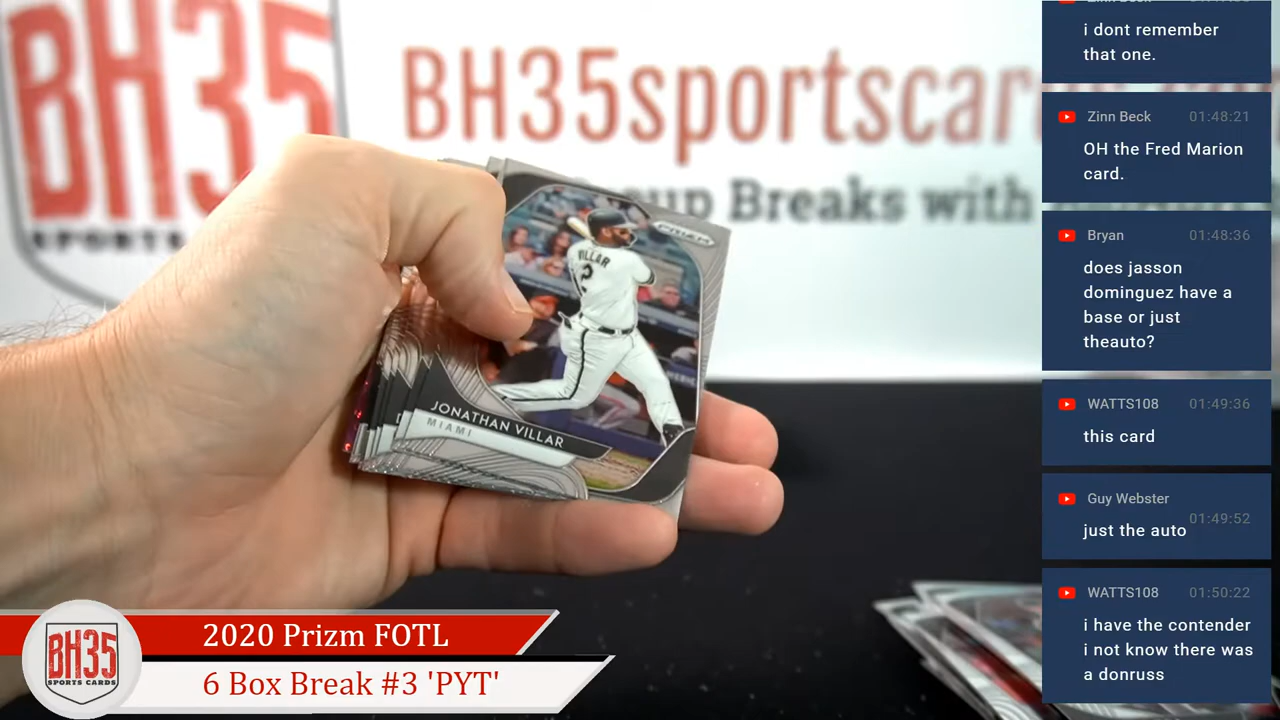 BH35
SPORTS
BH35sportscar
oup Breaks with
PRIZM
VILLAR
2
JONATHAN VILLAR
MIAMI
i dont remember
that one.
Zinn Beck 01:48:21
OH the Fred Marion
card.
Bryan 01:48:36
does jasson
dominguez have a
base or just
theauto?
WATTS108 01:49:36
this card
Guy Webster 01:49:52
just the auto
WATTS108 01:50:22
i have the contender
i not know there was
a donruss
BH35
SPORTS CARDS
2020 Prizm FOTL
6 Box Break #3 'PYT'